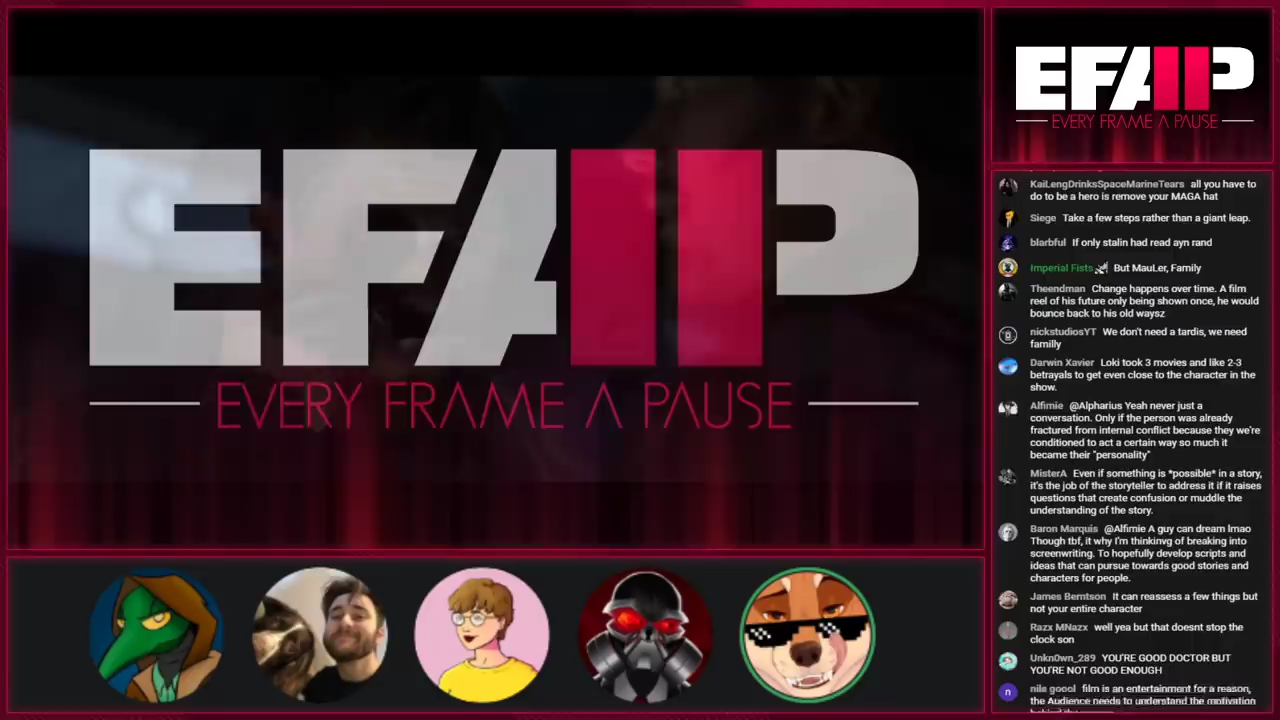 EFAP
EVERY FRAME A PAUSE
EFAP
EVERY FRAME A PAUSE
KaiLengDrinksSpaceMarineTears all you have to
do to be a hero is remove your MAGA hat
Siege Take a few steps rather than a giant leap.
blarbful If only stalin had read ayn rand
Imperial Fists But MauLer, Family
Theendman Change happens over time. A film
reel of his future only being shown once, he would
bounce back to his old waysz
nickstudiosYT We don't need a tardis, we need
familly
Darwin Xavier Loki took 3 movies and like 2-3
betrayals to get even close to the character in the
show.
Alfimie @Alpharius Yeah never just a
conversation. Only if the person was already
fractured from internal conflict because they we're
conditioned to act a certain way so much it
became their "personality"
MisterA Even if something is *possible* in a story,
it's the job of the storyteller to address it if it raises
questions that create confusion or muddle the
understanding of the story.
Baron Marquis @Alfimie A guy can dream lmao
Though tbf, it why I'm thinkinvg of breaking into
screenwriting. To hopefully develop scripts and
ideas that can pursue towards good stories and
characters for people.
James Berntson It can reassess a few things but
not your entire character
Razx MNazx well yea but that doesnt stop the
clock son
Unkn0wn_289 YOU'RE GOOD DOCTOR BUT
YOU'RE NOT GOOD ENOUGH
n nile goool film is an entertainment for a reason,
the Audience needs to understand the motivation